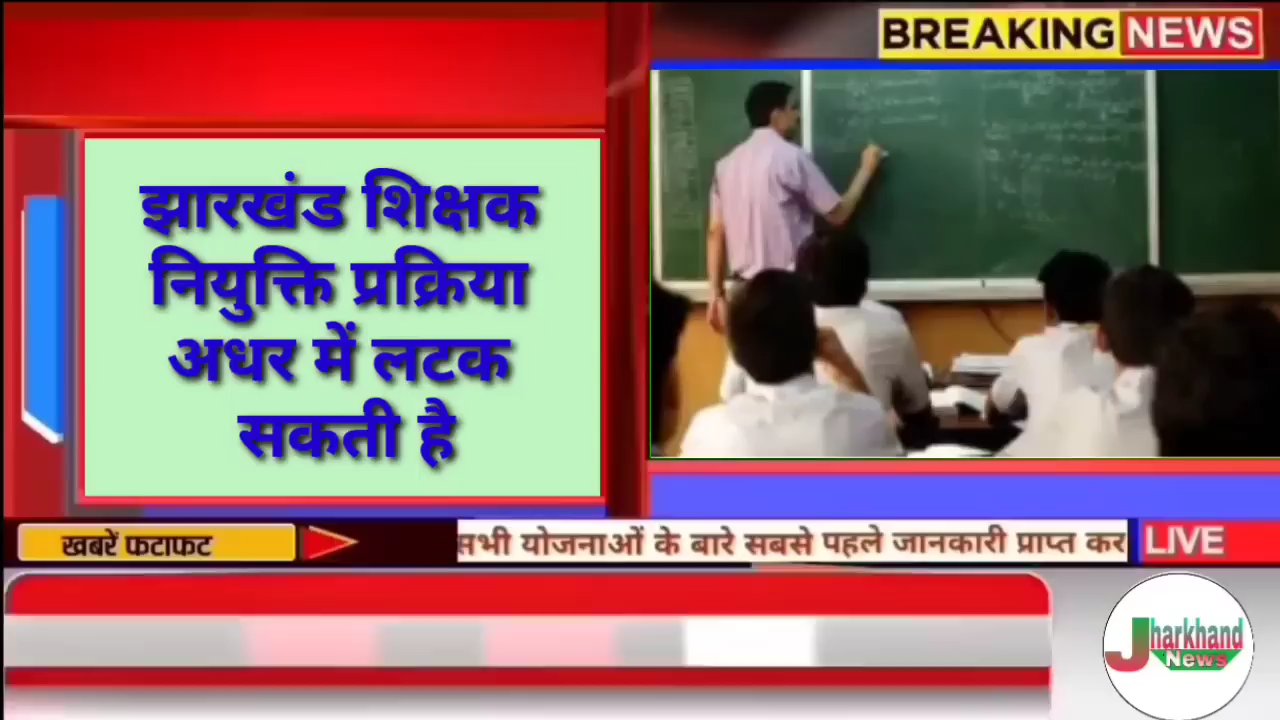 BREAKING NEWS
झारखंड शिक्षक
नियुक्ति प्रक्रिया
अधर में लटक
सकती है
खबरें फटाफट
सभी योजनाओं के बारे सबसे पहले जानकारी प्राप्त कर
LIVE
Jharkhand
News